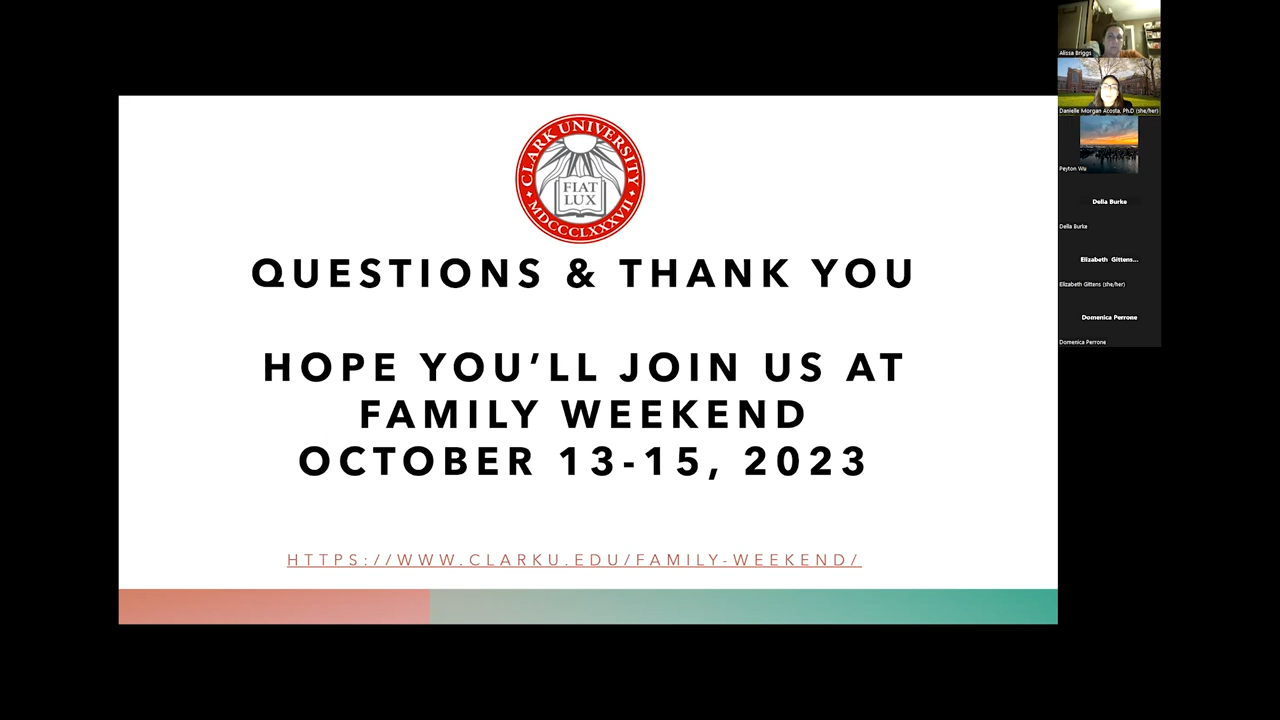 CLARK UNIVERSITY
FIAT
LUX
MDCCCLXXXVII
QUESTIONS & THANK YOU
HOPE YOU’LL JOIN US AT
FAMILY WEEKEND
OCTOBER 13-15, 2023
HTTPS://WWW.CLARKU.EDU/FAMILY-WEEKEND/
Alissa Briggs
Danielle Morgan Acosta, Ph.D (she/her)
Peyton Wu
Della Burke
Della Burke
Elizabeth Gittens...
Elizabeth Gittens (she/her)
Domenica Perrone
Domenica Perrone